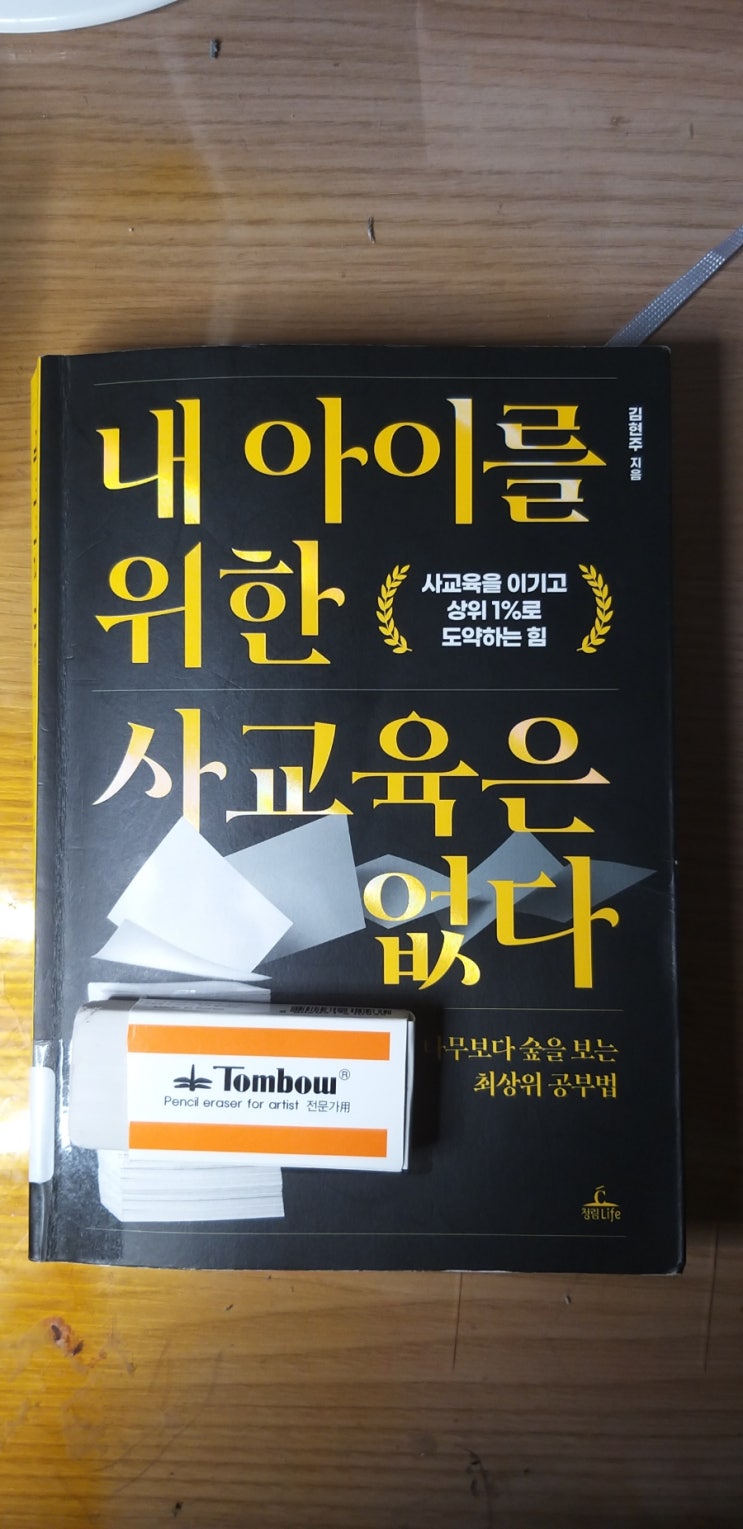 내 아이를
위한
사교육을 이기고
상위 1%로
도약하는 힘
사교육은
없다
김현주 지음
나무보다 숲을 보는
최상위 공부법
청림Life
Tombow®
Pencil eraser for artist 전문가用